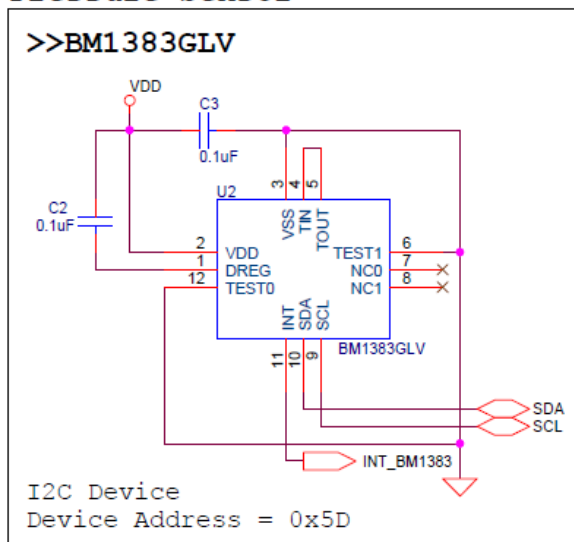 >>BM1383GLV
VDD
C3
0.1uF
C2
0.1uF
U2
3
4
5
VSS
TIN
TOUT
2
VDD
1
DREG
12
TEST0
TEST1
6
NC0
7
NC1
8
INT
SDA
SCL
11
10
9
BM1383GLV
SDA
SCL
INT_BM1383
I2C Device
Device Address = 0x5D